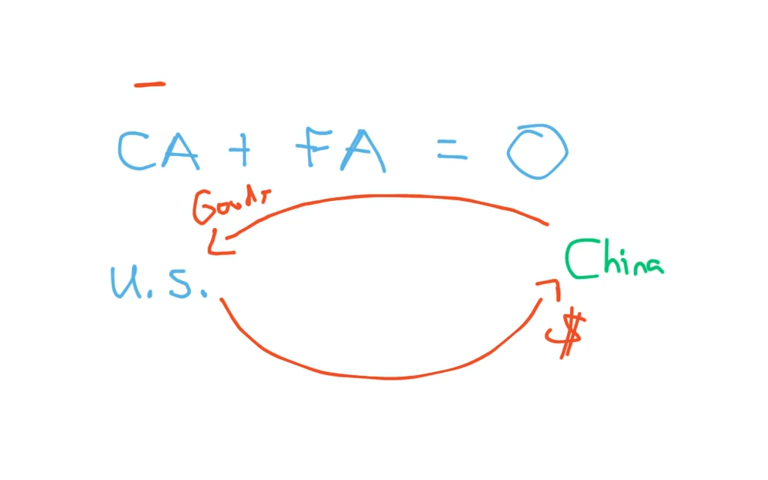 −
CA + FA = 0
Goods
U.S.
China
$